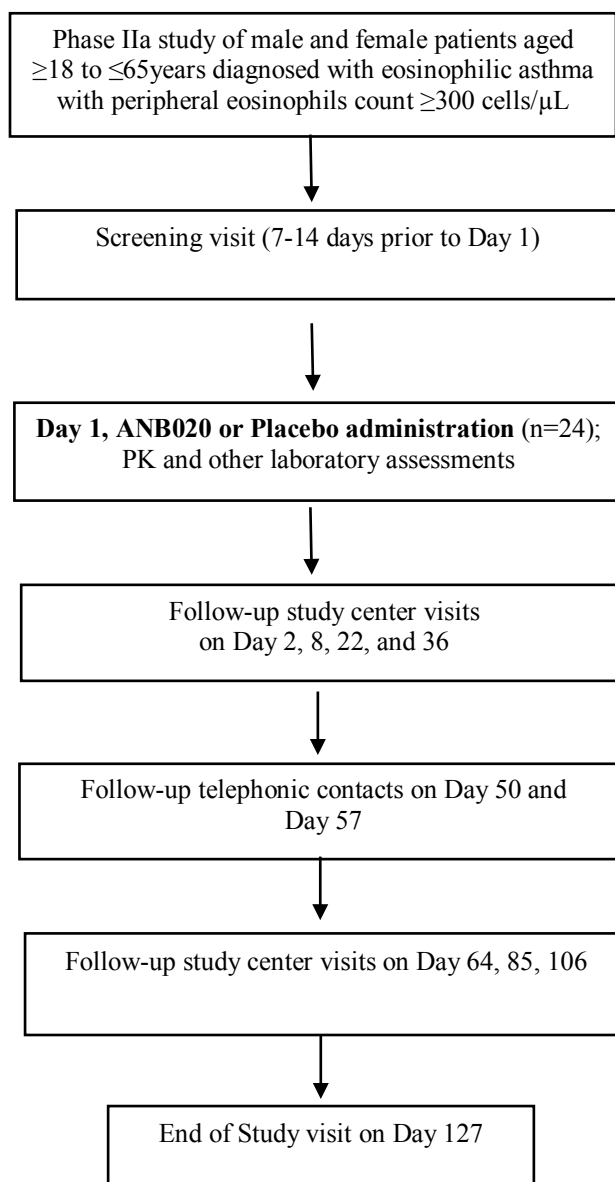 Phase IIa study of male and female patients aged
≥18 to ≤65years diagnosed with eosinophilic asthma
with peripheral eosinophils count ≥300 cells/μL
Screening visit (7-14 days prior to Day 1)
Day 1, ANB020 or Placebo administration (n=24);
PK and other laboratory assessments
Follow-up study center visits
on Day 2, 8, 22, and 36
Follow-up telephonic contacts on Day 50 and
Day 57
Follow-up study center visits on Day 64, 85, 106
End of Study visit on Day 127